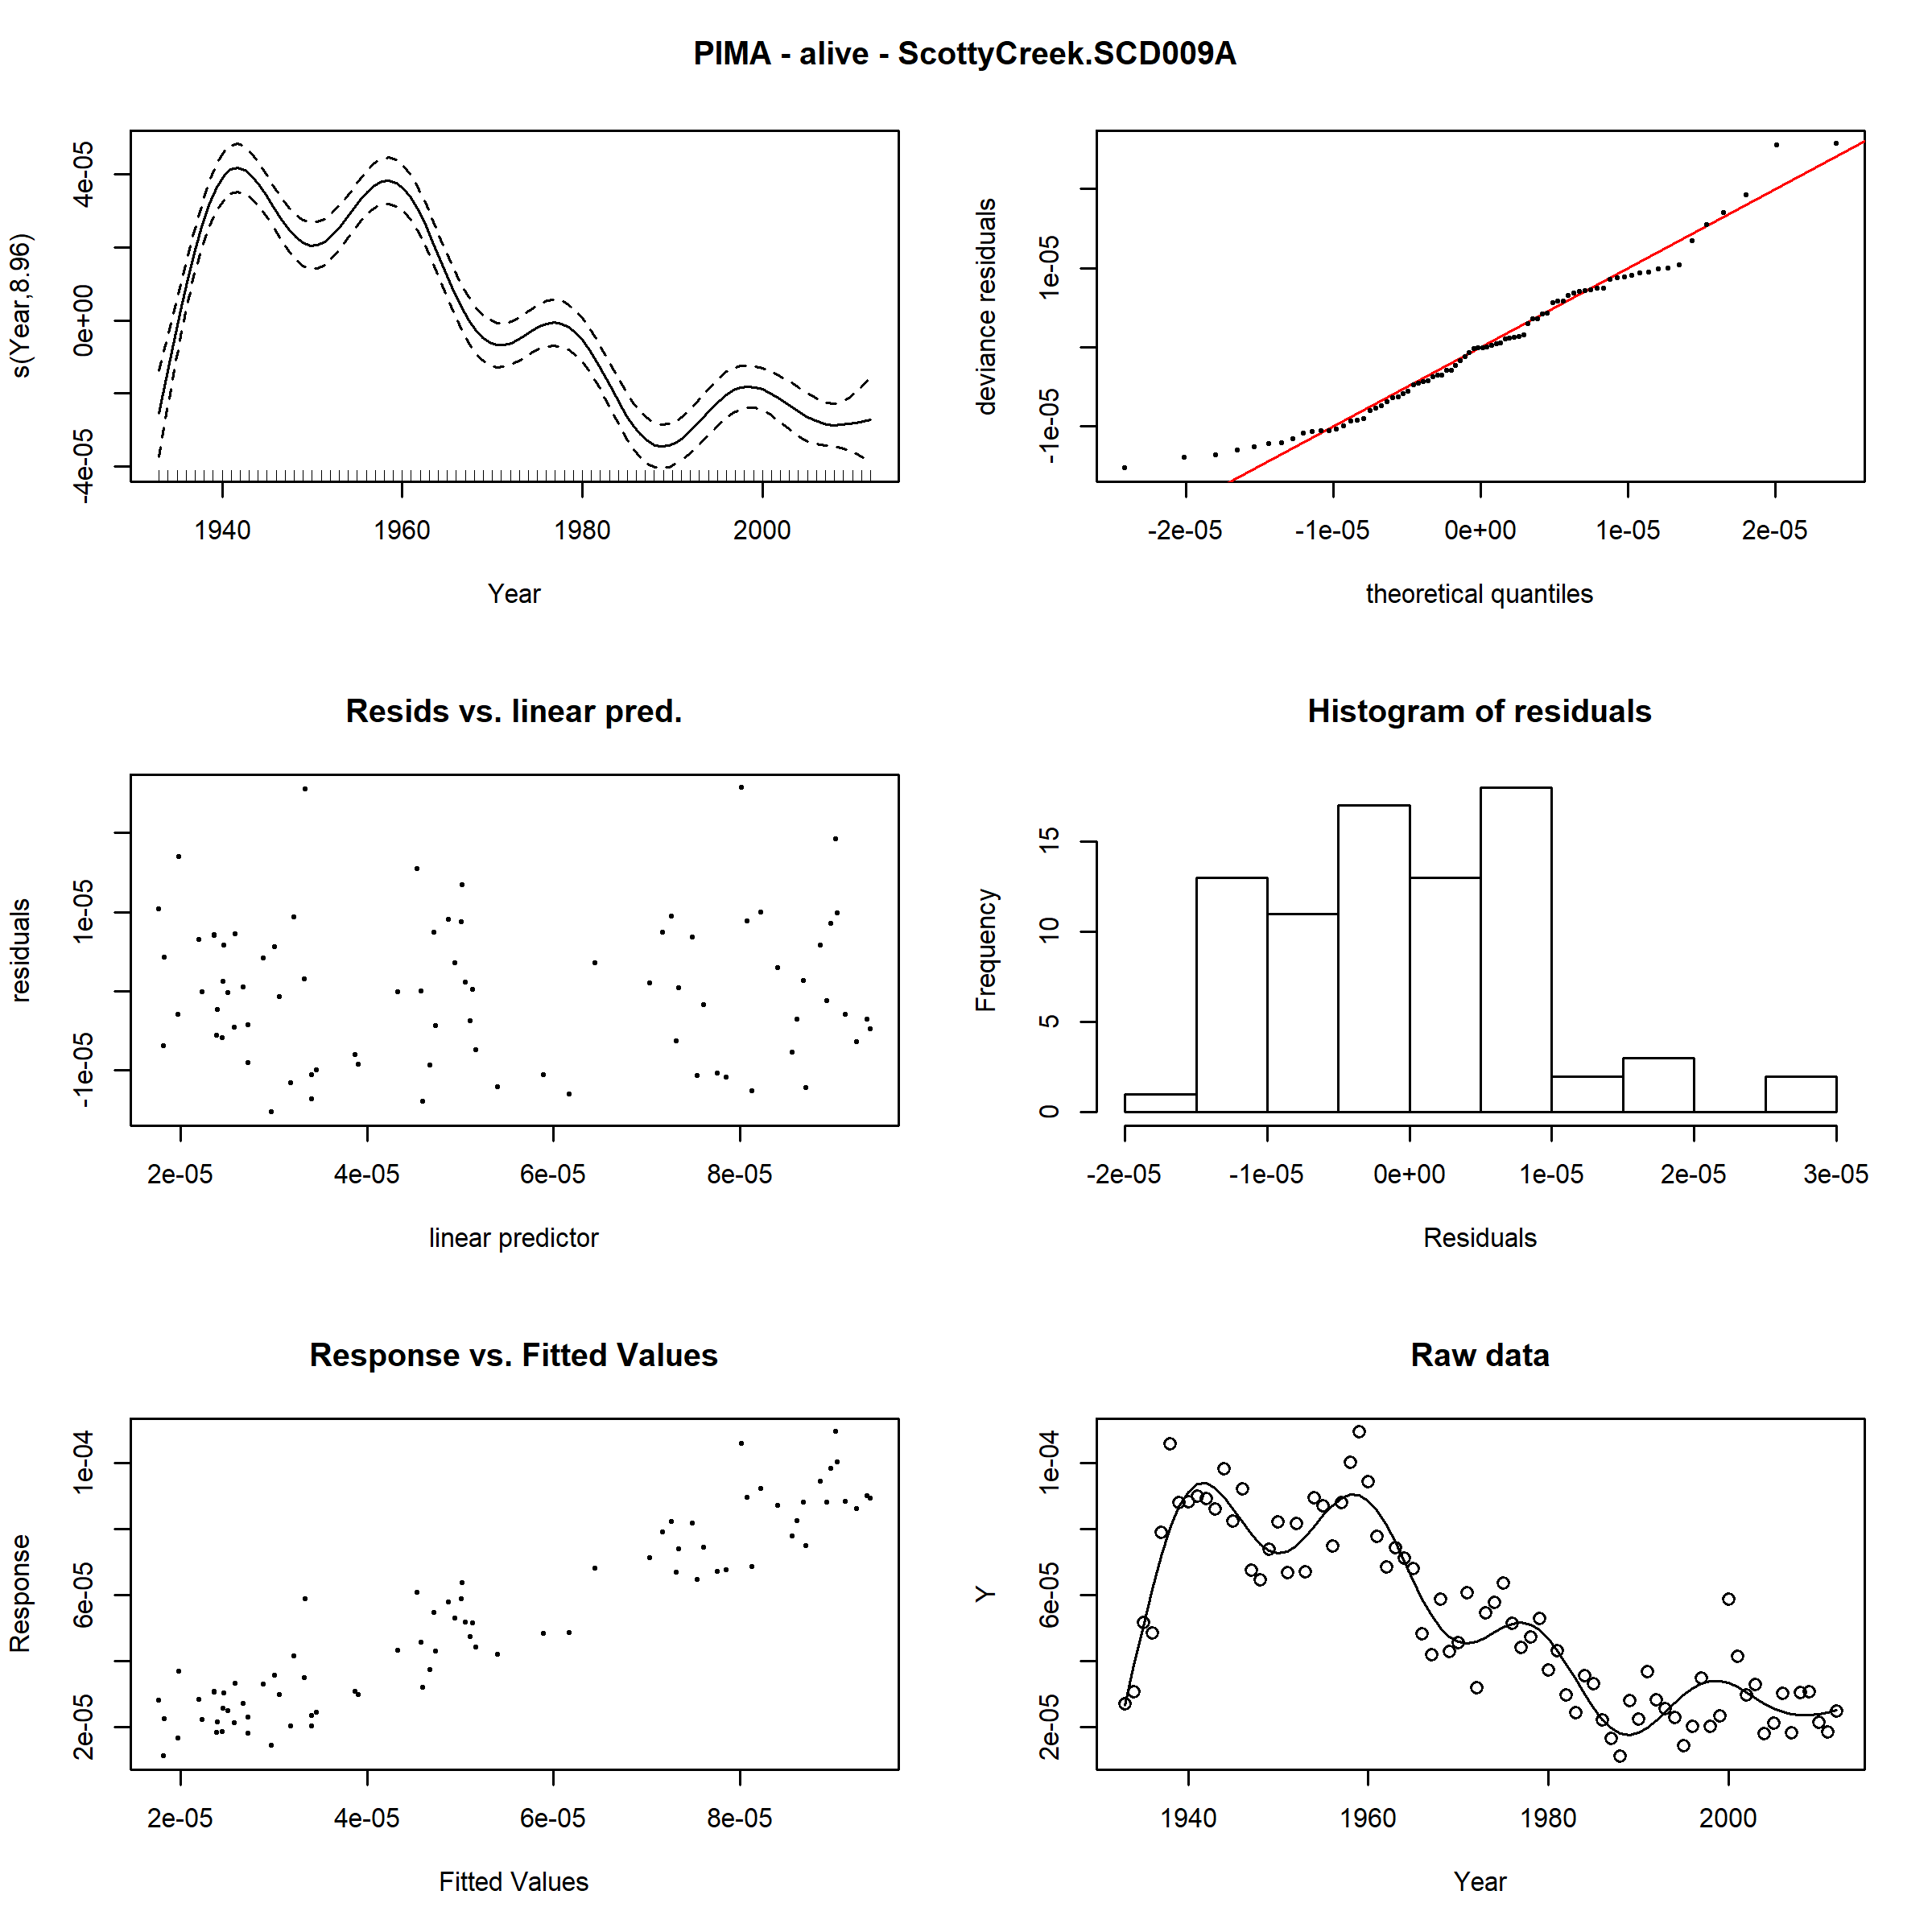 PIMA - alive - ScottyCreek.SCD009A
s(Year,8.96)
4e-05
0e+00
-4e-05
1940 1960 1980 2000
Year
deviance residuals
1e-05
-1e-05
-2e-05 -1e-05 0e+00 1e-05 2e-05
theoretical quantiles
Resids vs. linear pred.
residuals
1e-05
-1e-05
2e-05 4e-05 6e-05 8e-05
linear predictor
Histogram of residuals
Frequency
15
10
5
0
-2e-05 -1e-05 0e+00 1e-05 2e-05 3e-05
Residuals
Response vs. Fitted Values
Response
1e-04
6e-05
2e-05
2e-05 4e-05 6e-05 8e-05
Fitted Values
Raw data
Y
1e-04
6e-05
2e-05
1940 1960 1980 2000
Year